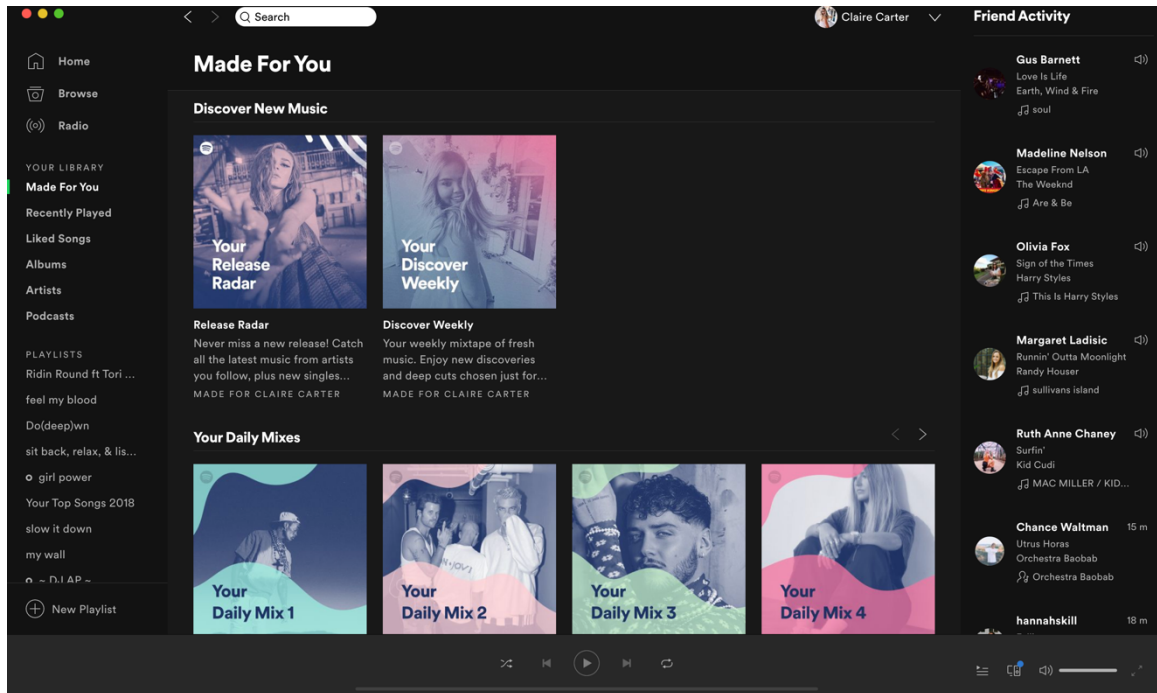 Search
Claire Carter
Home
Browse
Radio
YOUR LIBRARY
Made For You
Recently Played
Liked Songs
Albums
Artists
Podcasts
PLAYLISTS
Ridin Round ft Tori ...
feel my blood
Do(deep)wn
sit back, relax, & lis...
girl power
Your Top Songs 2018
slow it down
my wall
~ DJ AP ~
New Playlist
Made For You
Discover New Music
Your
Release
Radar
Release Radar
Never miss a new release! Catch
all the latest music from artists
you follow, plus new singles...
MADE FOR CLAIRE CARTER
Your
Discover
Weekly
Discover Weekly
Your weekly mixtape of fresh
music. Enjoy new discoveries
and deep cuts chosen just for...
MADE FOR CLAIRE CARTER
Your Daily Mixes
Your
Daily Mix 1
Your
Daily Mix 2
Your
Daily Mix 3
Your
Daily Mix 4
Friend Activity
Gus Barnett
Love Is Life
Earth, Wind & Fire
soul
Madeline Nelson
Escape From LA
The Weeknd
Are & Be
Olivia Fox
Sign of the Times
Harry Styles
This Is Harry Styles
Margaret Ladisic
Runnin' Outta Moonlight
Randy Houser
sullivans island
Ruth Anne Chaney
Surfin'
Kid Cudi
MAC MILLER / KID...
Chance Waltman 15 m
Utrus Horas
Orchestra Baobab
Orchestra Baobab
hannahskill 18 m